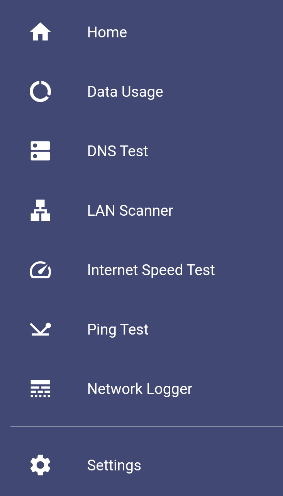 Home
Data Usage
DNS Test
LAN Scanner
Internet Speed Test
Ping Test
Network Logger
Settings